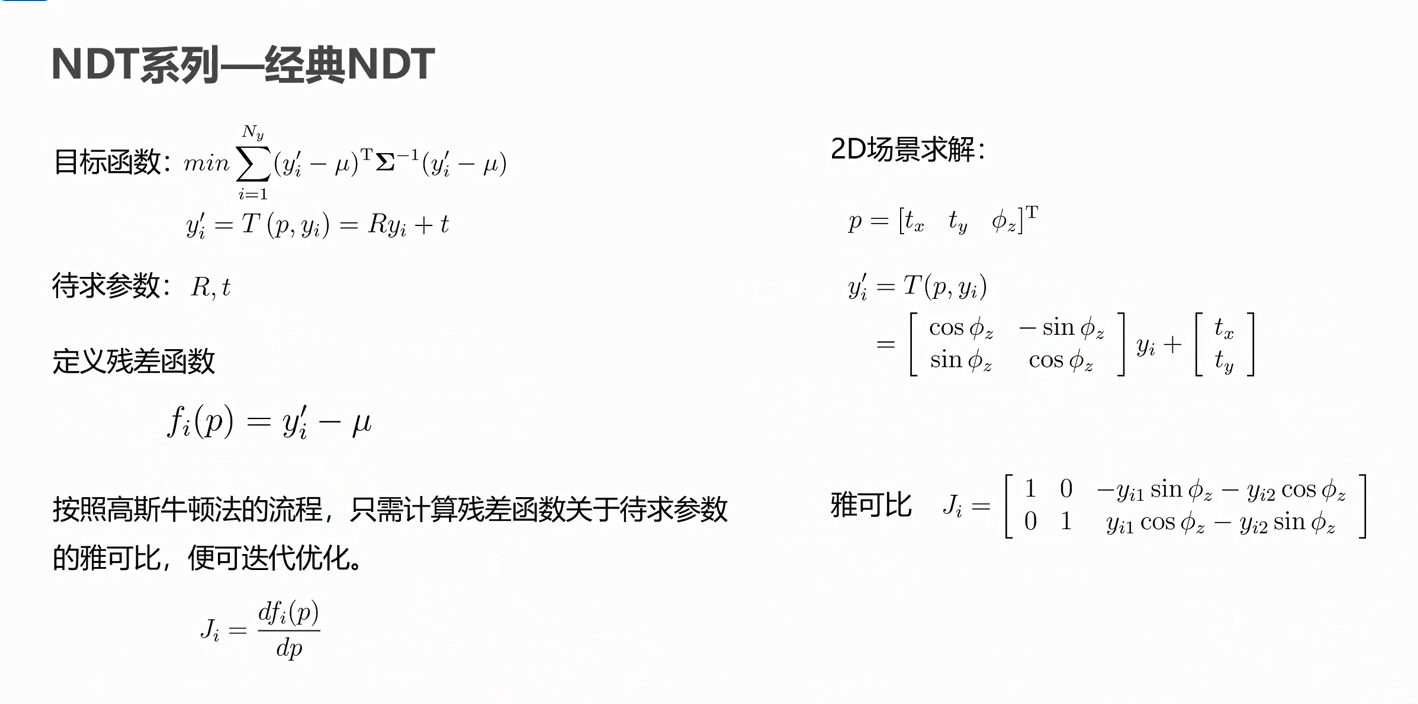 NDT系列—经典NDT
目标函数：$min \sum_{i=1}^{N_y} (y_i' - \mu)^{\mathrm{T}} \mathbf{\Sigma}^{-1} (y_i' - \mu)$
$y_i' = T(p, y_i) = Ry_i + t$
待求参数： $R, t$
定义残差函数
$f_i(p) = y_i' - \mu$
按照高斯牛顿法的流程，只需计算残差函数关于待求参数
的雅可比，便可迭代优化。
$J_i = \frac{df_i(p)}{dp}$
2D场景求解：
$p = [t_x \quad t_y \quad \phi_z]^{\mathrm{T}}$
$y_i' = T(p, y_i)$
$= \begin{bmatrix} \cos\phi_z & -\sin\phi_z \\ \sin\phi_z & \cos\phi_z \end{bmatrix} y_i + \begin{bmatrix} t_x \\ t_y \end{bmatrix}$
雅可比 $J_i = \begin{bmatrix} 1 & 0 & -y_{i1}\sin\phi_z - y_{i2}\cos\phi_z \\ 0 & 1 & y_{i1}\cos\phi_z - y_{i2}\sin\phi_z \end{bmatrix}$